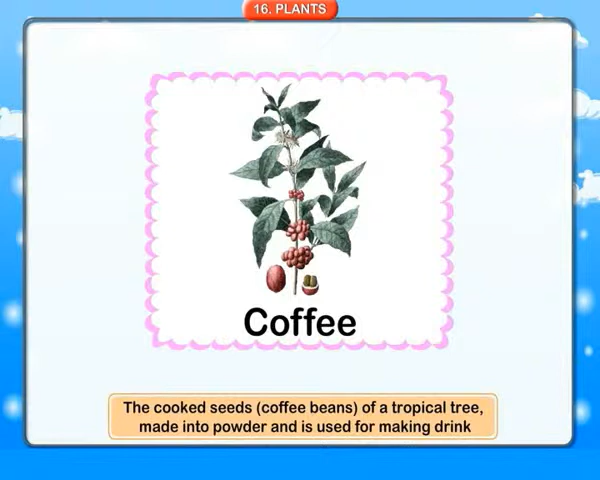 16. PLANTS
Coffee
The cooked seeds (coffee beans) of a tropical tree,
made into powder and is used for making drink